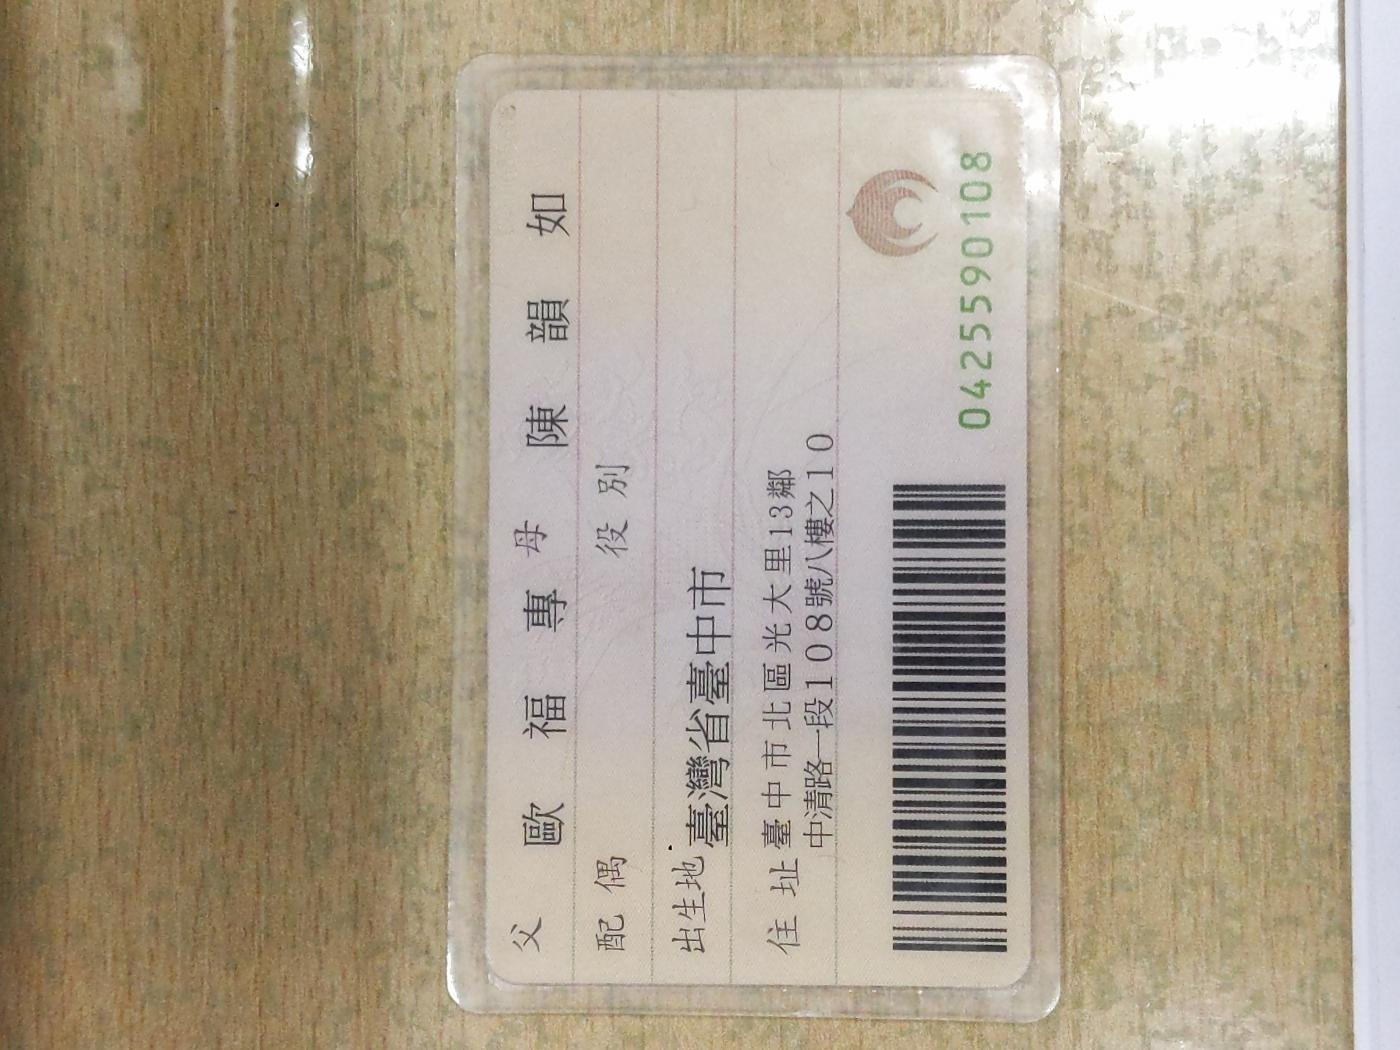 父 歐福專 母 陳韻如
配偶 役別
出生地 臺灣省臺中市
住址 臺中市北區光大里13鄰
中清路一段108號八樓之10
0425590108